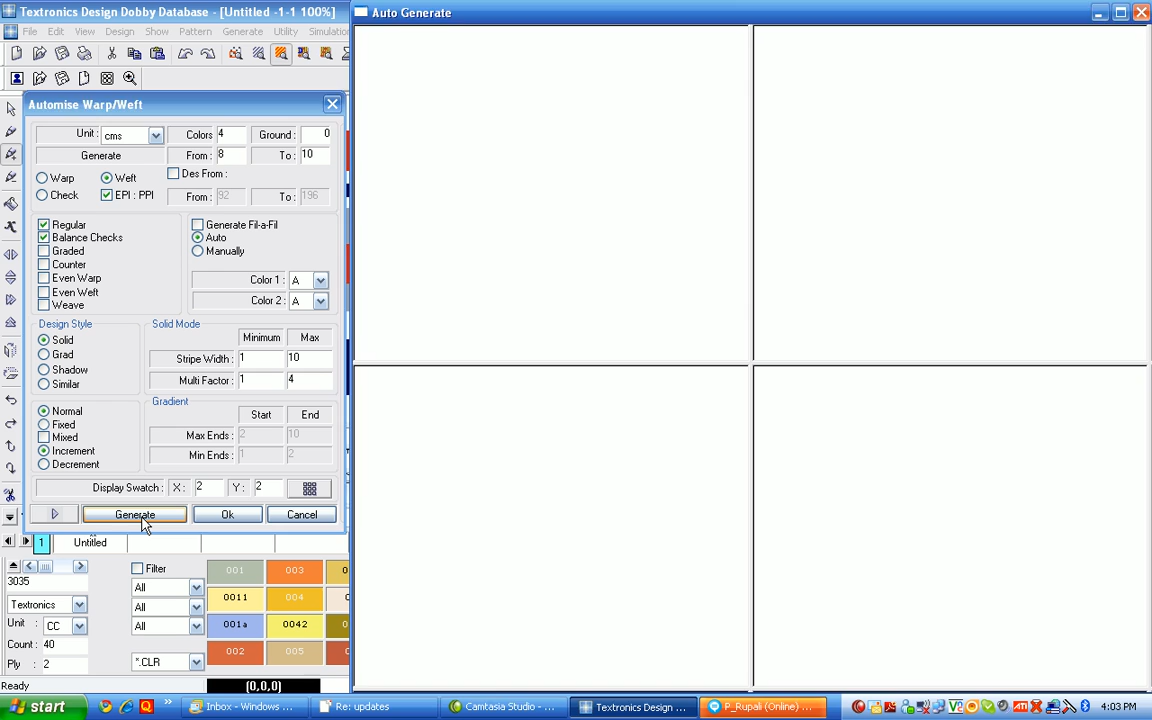 Textronics Design Dobby Database - [Untitled -1-1 100%]
File Edit View Design Show Pattern Generate Utility Simulation
Auto Generate
Automise Warp/Weft
Unit : cms Colors 4 Ground : 0
Generate From : 8 To : 10
Warp Weft Des From :
Check EPI : PPI From : 92 To : 196
Regular Generate Fil-a-Fil
Balance Checks Auto
Graded Manually
Counter
Even Warp Color 1 : A
Even Weft Color 2 : A
Weave
Design Style Solid Mode
Solid Minimum Max
Grad Stripe Width : 1 10
Shadow Multi Factor : 1 4
Similar
Gradient
Normal Start End
Fixed
Mixed Max Ends : 2 10
Increment Min Ends : 1 2
Decrement
Display Swatch : X : 2 Y : 2
Generate Ok Cancel
1 Untitled
3035 Filter 001 003
All
Textronics All 0011 004
Unit : CC All 001a 0042
Count : 40
Ply : 2 *.CLR 002 005
Ready (0,0,0)
start Inbox - Windows ... Re: updates Camtasia Studio - ... Textronics Design ... P_Rupali (Online) ... 4:03 PM